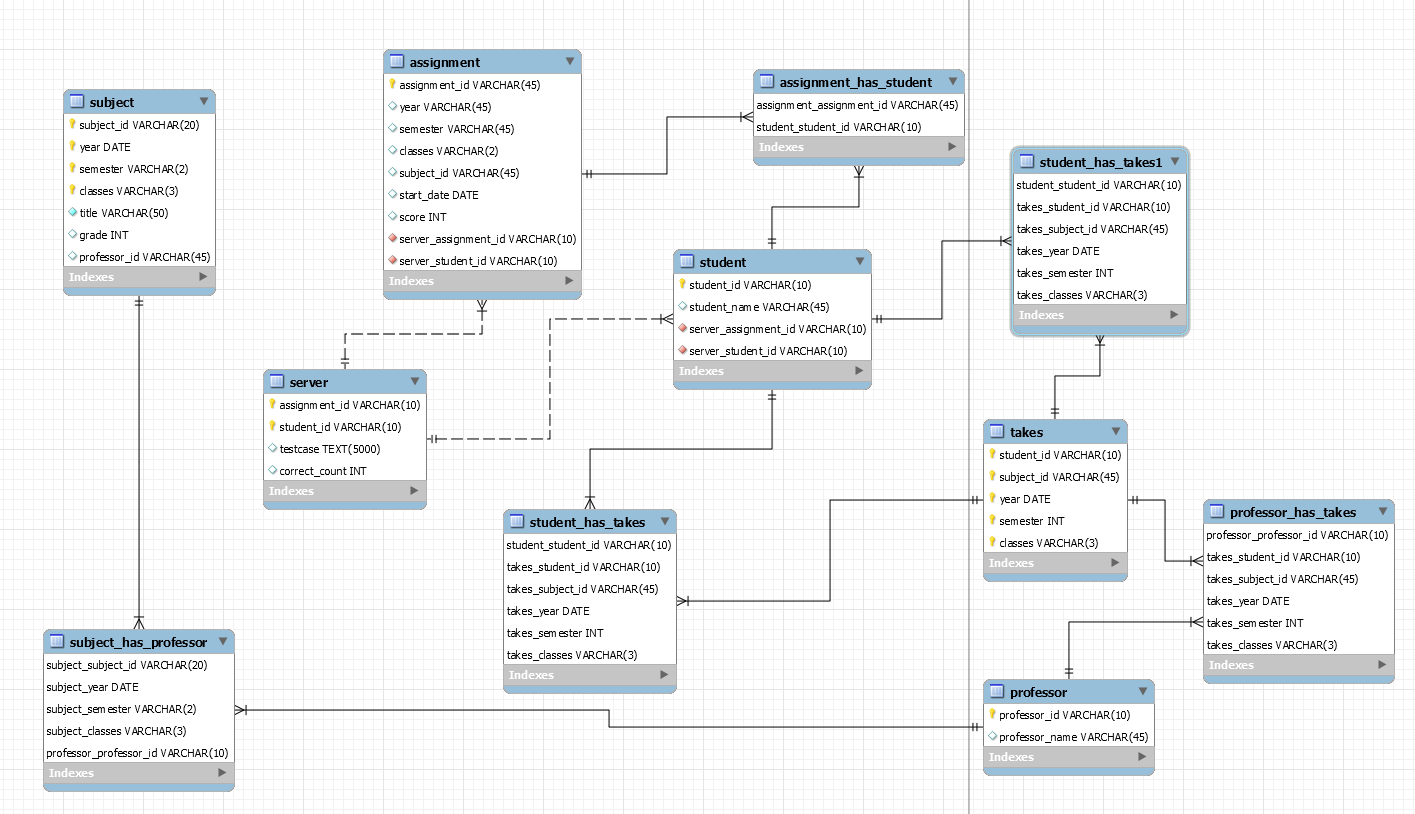 subject
subject_id VARCHAR(20)
year DATE
semester VARCHAR(2)
classes VARCHAR(3)
title VARCHAR(50)
grade INT
professor_id VARCHAR(45)
Indexes
assignment
assignment_id VARCHAR(45)
year VARCHAR(45)
semester VARCHAR(45)
classes VARCHAR(2)
subject_id VARCHAR(45)
start_date DATE
score INT
server_assignment_id VARCHAR(10)
server_student_id VARCHAR(10)
Indexes
assignment_has_student
assignment_assignment_id VARCHAR(45)
student_student_id VARCHAR(10)
Indexes
student_has_takes1
student_student_id VARCHAR(10)
takes_student_id VARCHAR(10)
takes_subject_id VARCHAR(45)
takes_year DATE
takes_semester INT
takes_classes VARCHAR(3)
Indexes
student
student_id VARCHAR(10)
student_name VARCHAR(45)
server_assignment_id VARCHAR(10)
server_student_id VARCHAR(10)
Indexes
server
assignment_id VARCHAR(10)
student_id VARCHAR(10)
testcase TEXT(5000)
correct_count INT
Indexes
takes
student_id VARCHAR(10)
subject_id VARCHAR(45)
year DATE
semester INT
classes VARCHAR(3)
Indexes
student_has_takes
student_student_id VARCHAR(10)
takes_student_id VARCHAR(10)
takes_subject_id VARCHAR(45)
takes_year DATE
takes_semester INT
takes_classes VARCHAR(3)
Indexes
professor_has_takes
professor_professor_id VARCHAR(10)
takes_student_id VARCHAR(10)
takes_subject_id VARCHAR(45)
takes_year DATE
takes_semester INT
takes_classes VARCHAR(3)
Indexes
subject_has_professor
subject_subject_id VARCHAR(20)
subject_year DATE
subject_semester VARCHAR(2)
subject_classes VARCHAR(3)
professor_professor_id VARCHAR(10)
Indexes
professor
professor_id VARCHAR(10)
professor_name VARCHAR(45)
Indexes